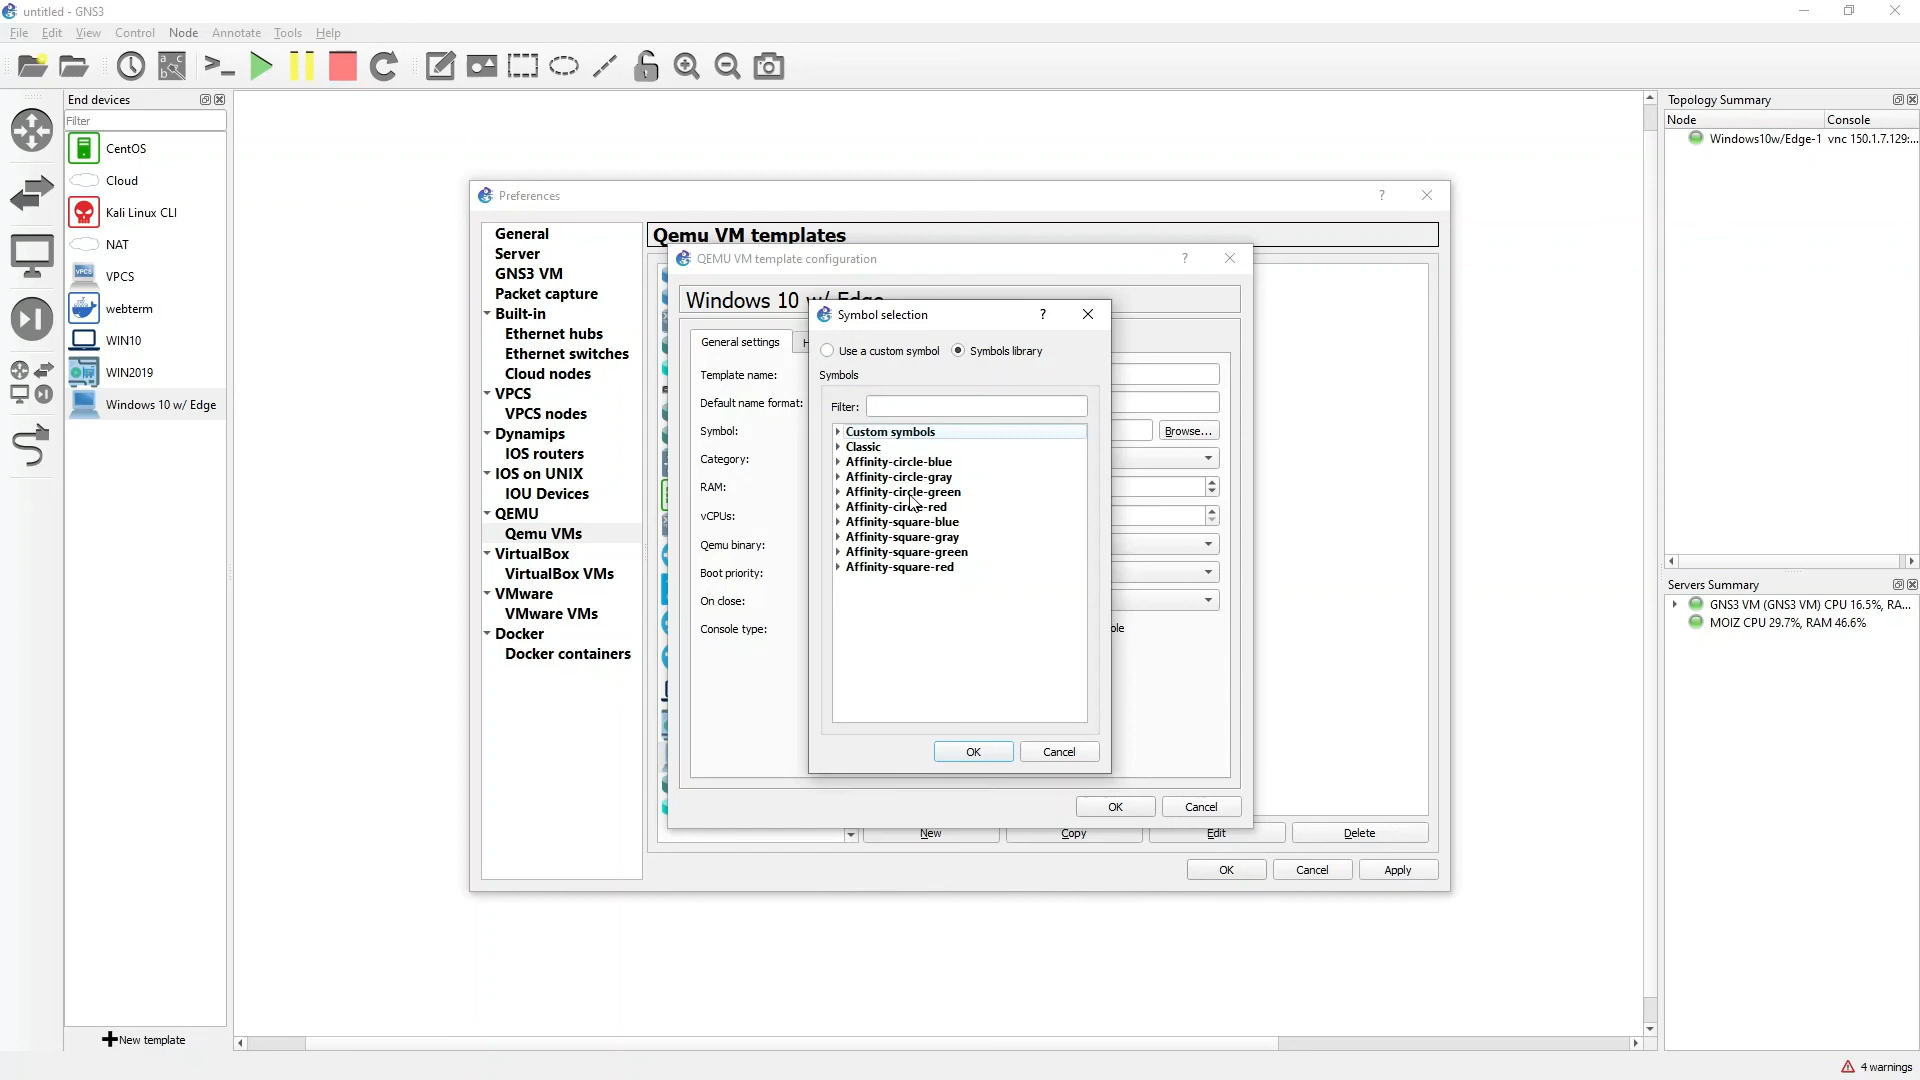 untitled - GNS3
File Edit View Control Node Annotate Tools Help
End devices
Filter
CentOS
Cloud
Kali Linux CLI
NAT
VPCS
webterm
WIN10
WIN2019
Windows 10 w/ Edge
New template
Preferences
General
Server
GNS3 VM
Packet capture
Built-in
Ethernet hubs
Ethernet switches
Cloud nodes
VPCS
VPCS nodes
Dynamips
IOS routers
IOS on UNIX
IOU Devices
QEMU
Qemu VMs
VirtualBox
VirtualBox VMs
VMware
VMware VMs
Docker
Docker containers
Qemu VM templates
QEMU VM template configuration
Windows 10 w/ Edge
General settings
Template name:
Default name format:
Symbol:
Browse...
Category:
RAM:
vCPUs:
Qemu binary:
Boot priority:
On close:
Console type:
Symbol selection
Use a custom symbol Symbols library
Symbols
Filter:
Custom symbols
Classic
Affinity-circle-blue
Affinity-circle-gray
Affinity-circle-green
Affinity-circle-red
Affinity-square-blue
Affinity-square-gray
Affinity-square-green
Affinity-square-red
OK Cancel
OK Cancel
New Copy Edit Delete
OK Cancel Apply
Topology Summary
Node Console
Windows10w/Edge-1 vnc 150.1.7.129:...
Servers Summary
GNS3 VM (GNS3 VM) CPU 16.5%, RA...
MOIZ CPU 29.7%, RAM 46.6%
4 warnings